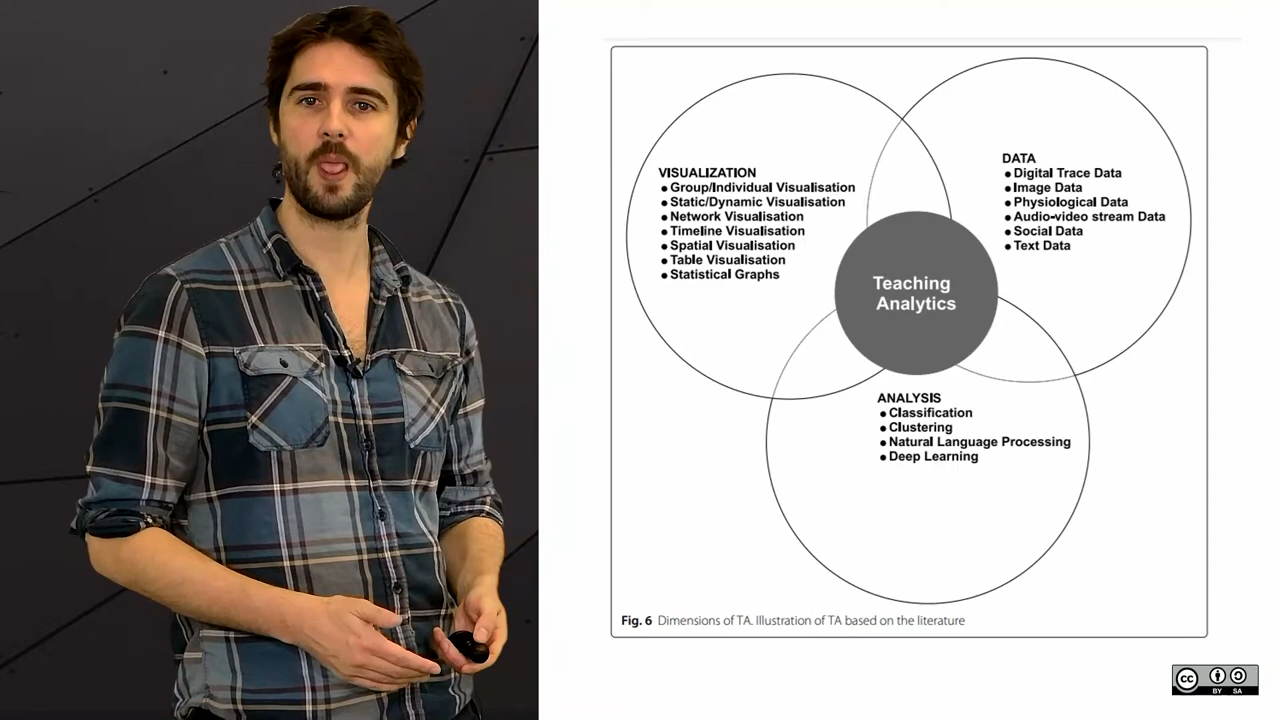 VISUALIZATION
● Group/Individual Visualisation
● Static/Dynamic Visualisation
● Network Visualisation
● Timeline Visualisation
● Spatial Visualisation
● Table Visualisation
● Statistical Graphs
DATA
● Digital Trace Data
● Image Data
● Physiological Data
● Audio-video stream Data
● Social Data
● Text Data
Teaching
Analytics
ANALYSIS
● Classification
● Clustering
● Natural Language Processing
● Deep Learning
Fig. 6 Dimensions of TA. Illustration of TA based on the literature
CC
BY SA